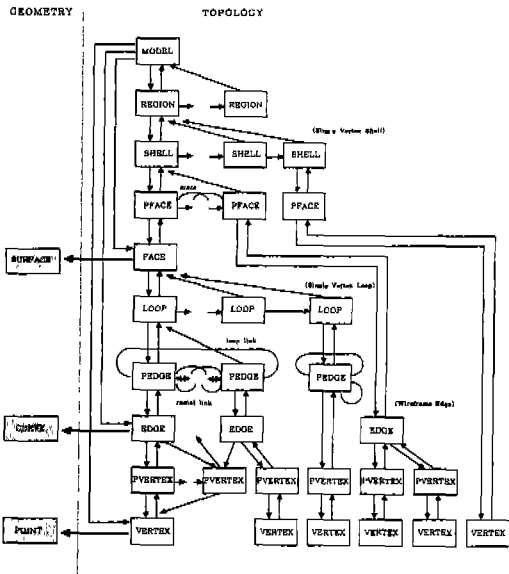 GEOMETRY TOPOLOGY
MODEL
REGION REGION
(Single Vertex Shell)
SHELL SHELL SHELL
mate
PFACE PFACE PFACE
SURFACE FACE
(Single Vertex Loop)
LOOP LOOP LOOP
loop link
PEDGE PEDGE PEDGE
radial link
(Wireframe Edge)
EDGE EDGE EDGE
PVERTEX PVERTEX PVERTEX PVERTEX PVERTEX PVERTEX
POINT VERTEX VERTEX VERTEX VERTEX VERTEX VERTEX